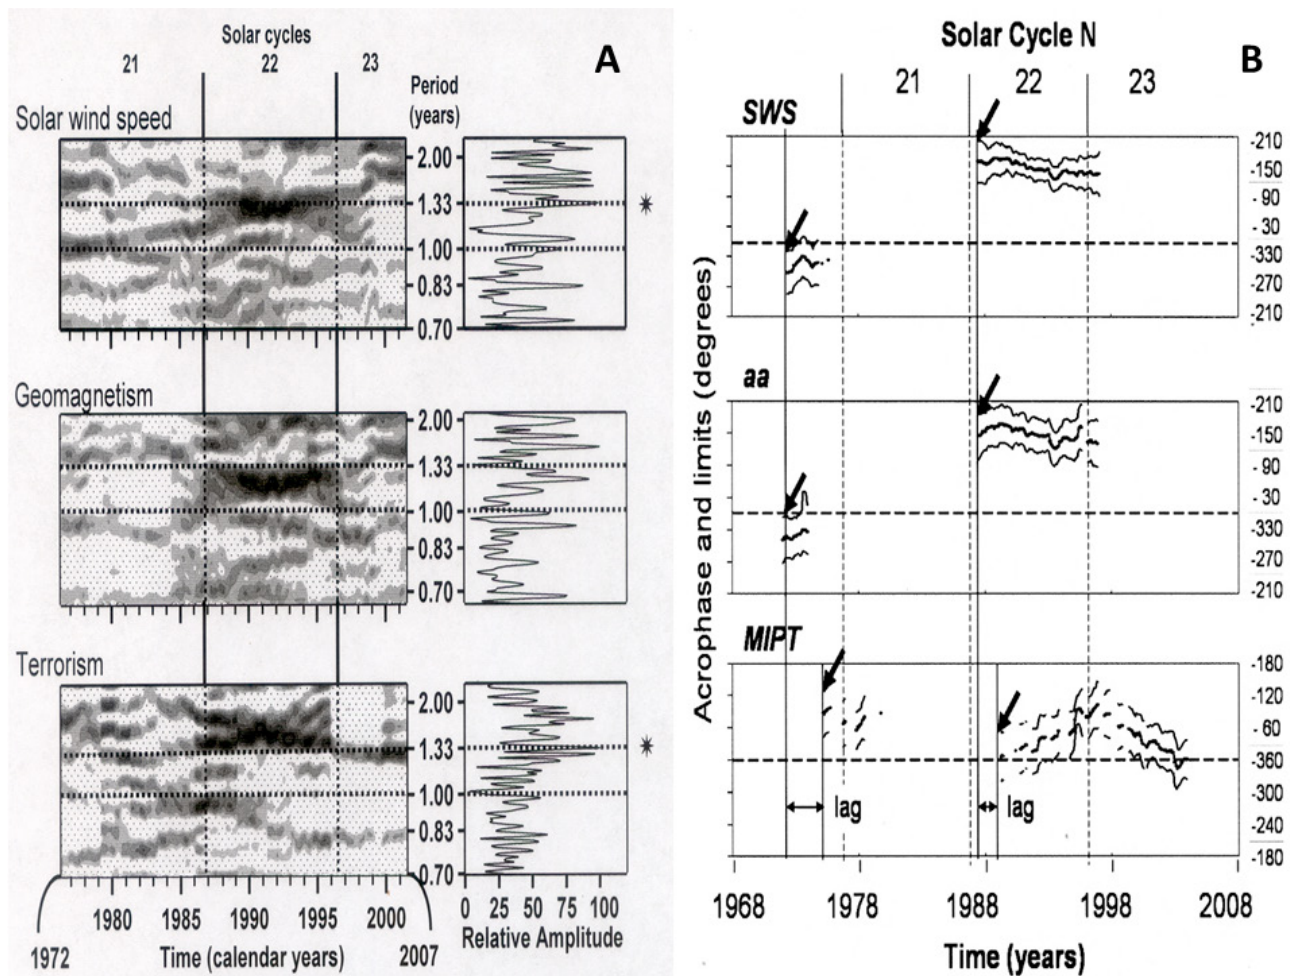 A
Solar cycles
21 22 23
Period
(years)
Solar wind speed
2.00
1.33
1.00
0.83
0.70
Geomagnetism
2.00
1.33
1.00
0.83
0.70
Terrorism
2.00
1.33
1.00
0.83
0.70
1980 1985 1990 1995 2000
0 25 50 75 100
Relative Amplitude
1972 Time (calendar years) 2007
B
Solar Cycle N
21 22 23
Acrophase and limits (degrees)
SWS
-210
-150
- 90
- 30
-330
-270
-210
aa
-210
-150
- 90
- 30
-330
-270
-210
MIPT
-180
-120
- 60
-360
-300
-240
-180
lag lag
1968 1978 1988 1998 2008
Time (years)